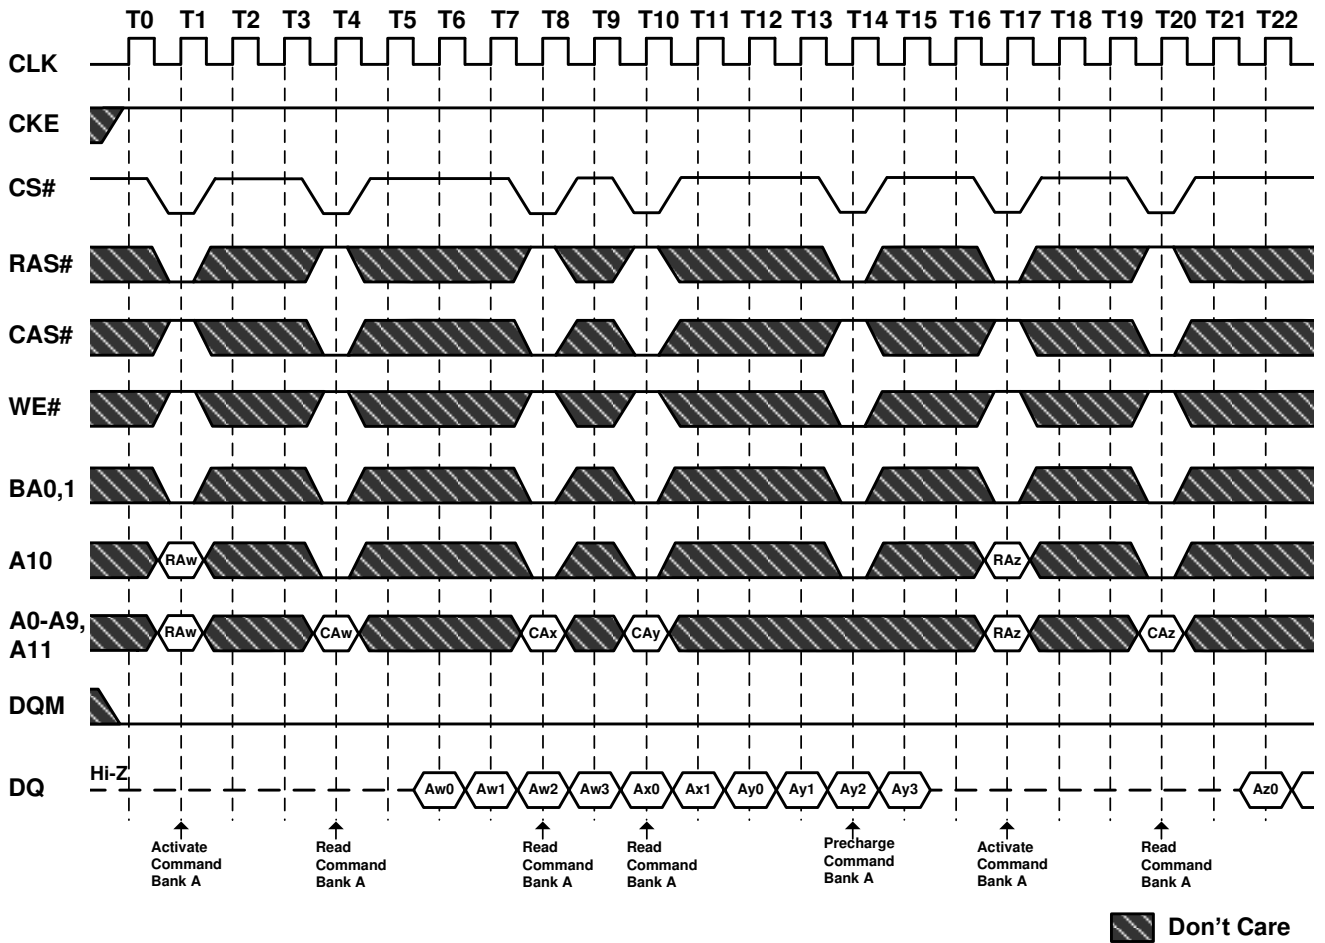 T0 T1 T2 T3 T4 T5 T6 T7 T8 T9 T10 T11 T12 T13 T14 T15 T16 T17 T18 T19 T20 T21 T22
CLK
CKE
CS#
RAS#
CAS#
WE#
BA0,1
A10 RAw RAz
A0-A9,
A11
RAw CAw CAx CAy RAz CAz
DQM
Hi-Z
DQ Aw0 Aw1 Aw2 Aw3 Ax0 Ax1 Ay0 Ay1 Ay2 Ay3 Az0
Activate
Command
Bank A
Read
Command
Bank A
Read
Command
Bank A
Read
Command
Bank A
Precharge
Command
Bank A
Activate
Command
Bank A
Read
Command
Bank A
Don't Care